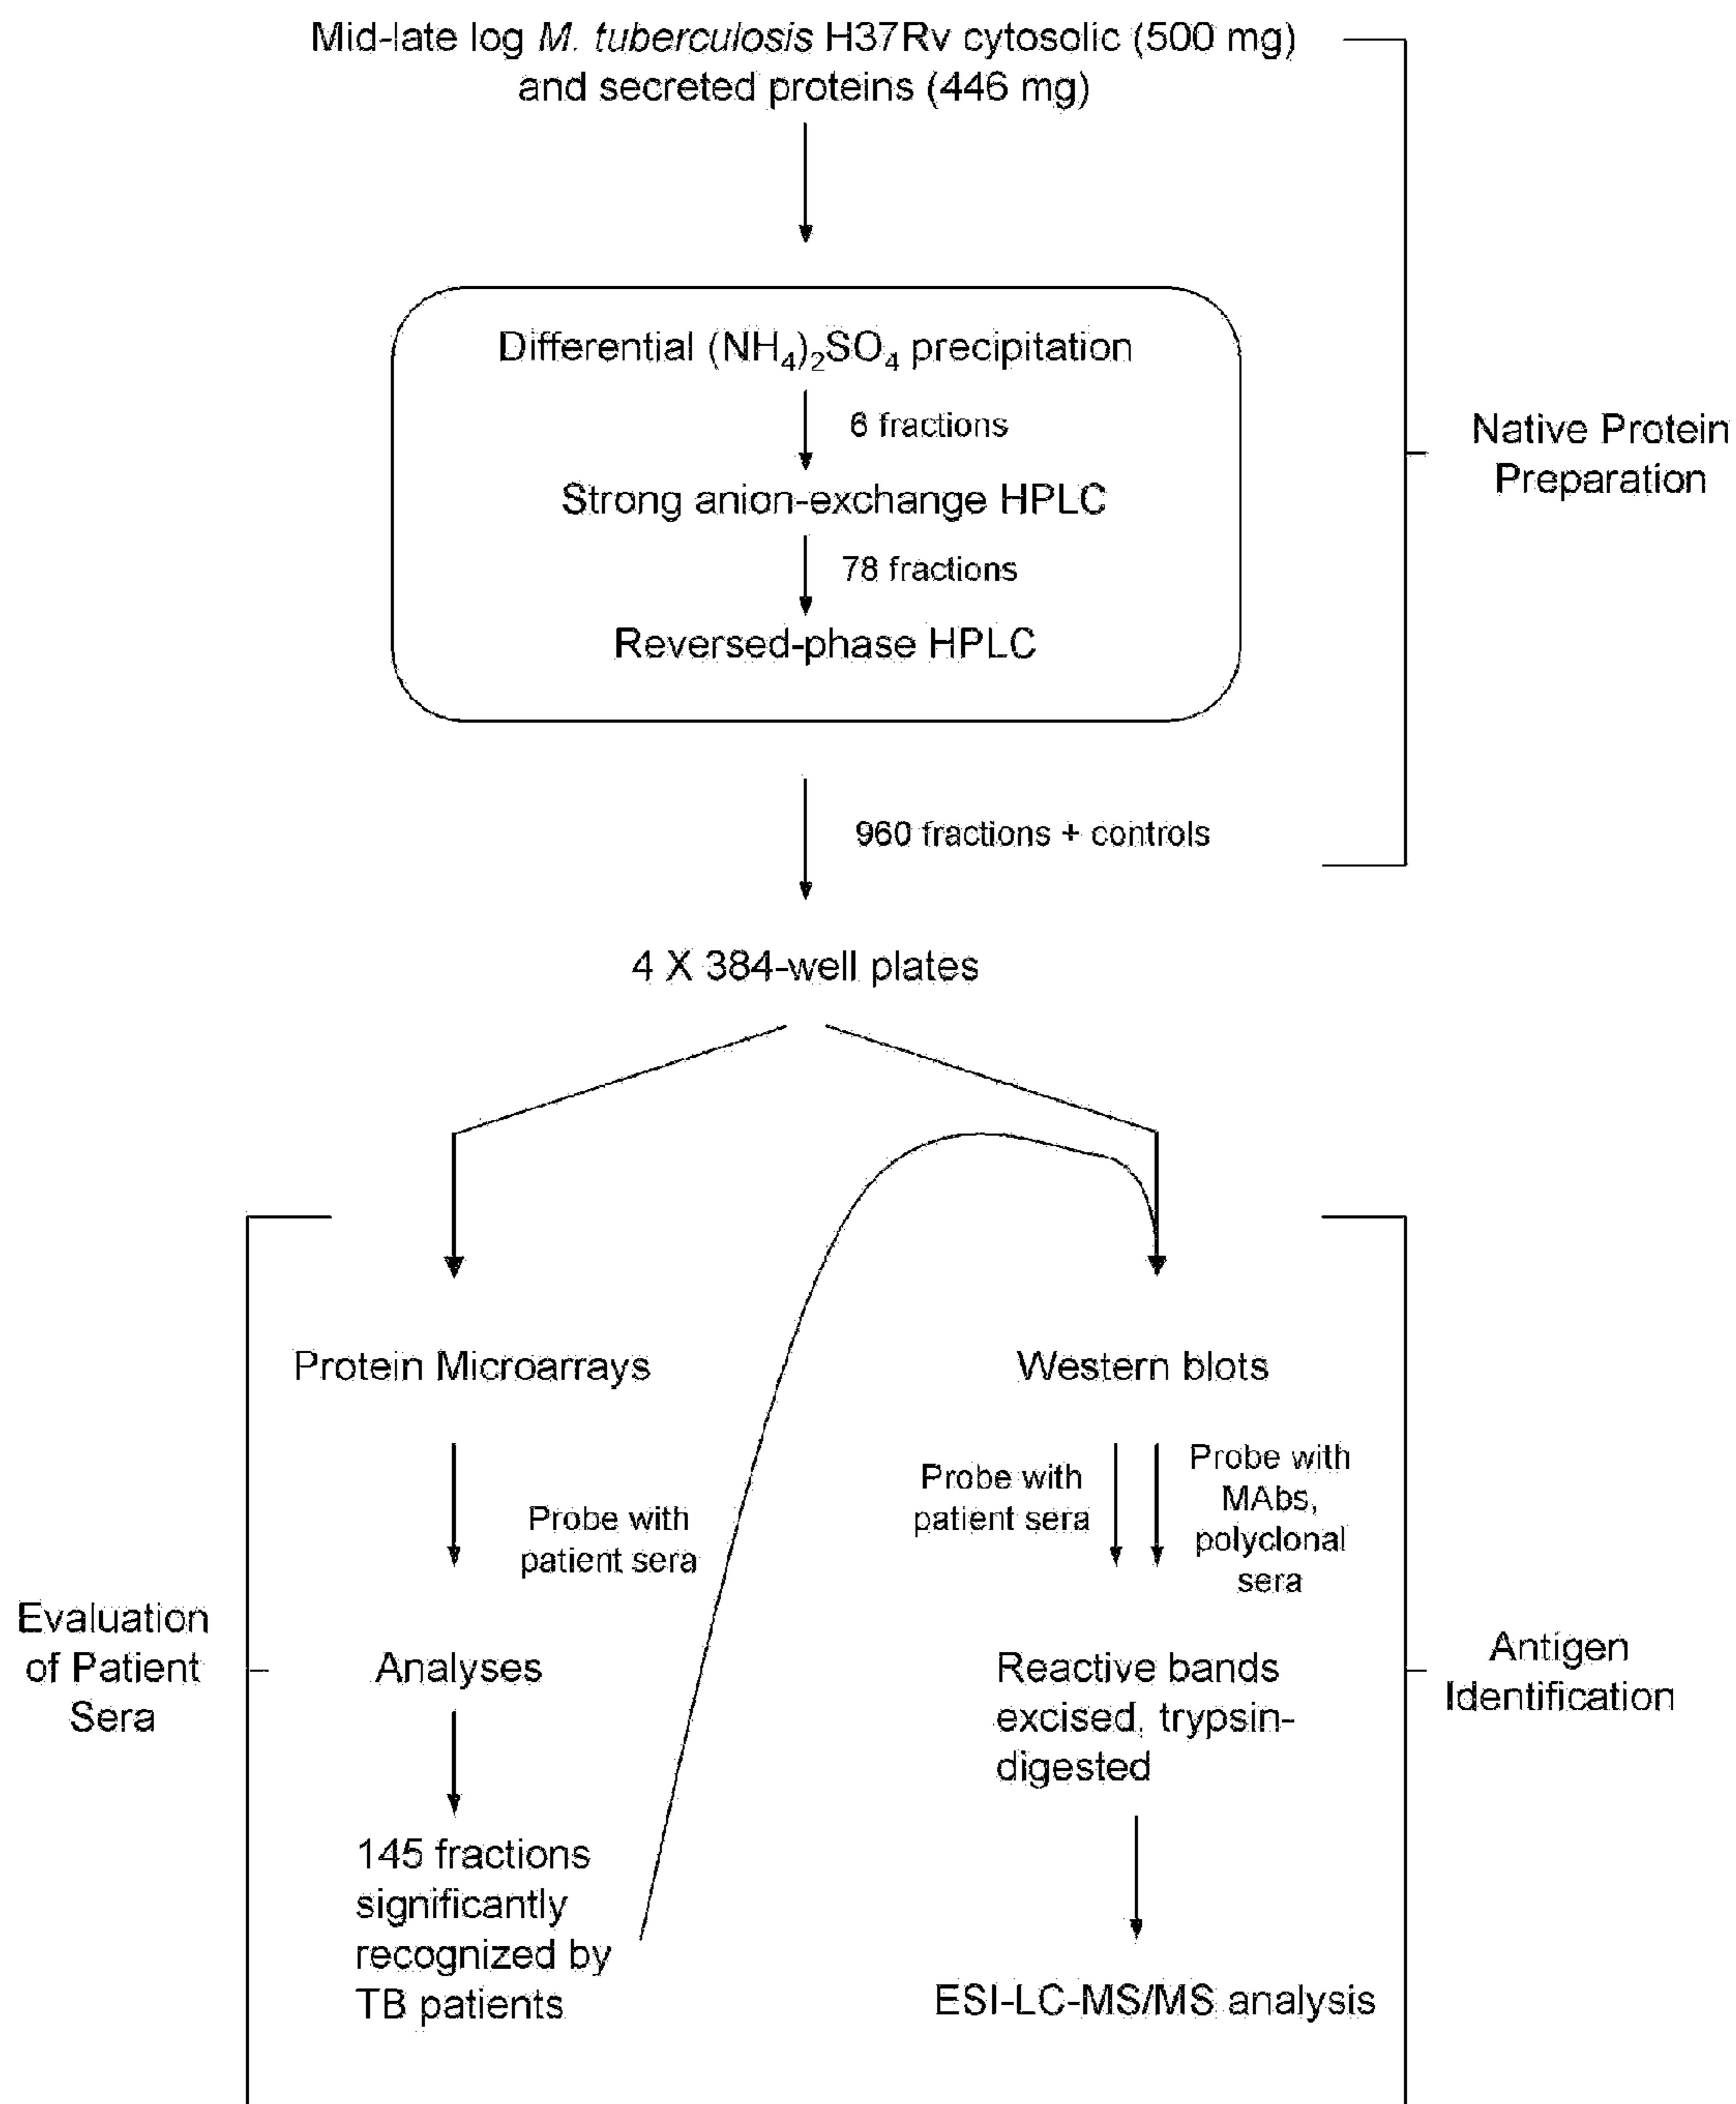 Mid-late log M. tuberculosis H37Rv cytosolic (500 mg)
and secreted proteins (446 mg)
Differential (NH₄)₂SO₄ precipitation
6 fractions
Strong anion-exchange HPLC
78 fractions
Reversed-phase HPLC
Native Protein
Preparation
960 fractions + controls
4 X 384-well plates
Protein Microarrays
Probe with
patient sera
Analyses
145 fractions
significantly
recognized by
TB patients
Evaluation
of Patient
Sera
Western blots
Probe with
patient sera
Probe with
MAbs,
polyclonal
sera
Reactive bands
excised, trypsin-
digested
ESI-LC-MS/MS analysis
Antigen
Identification